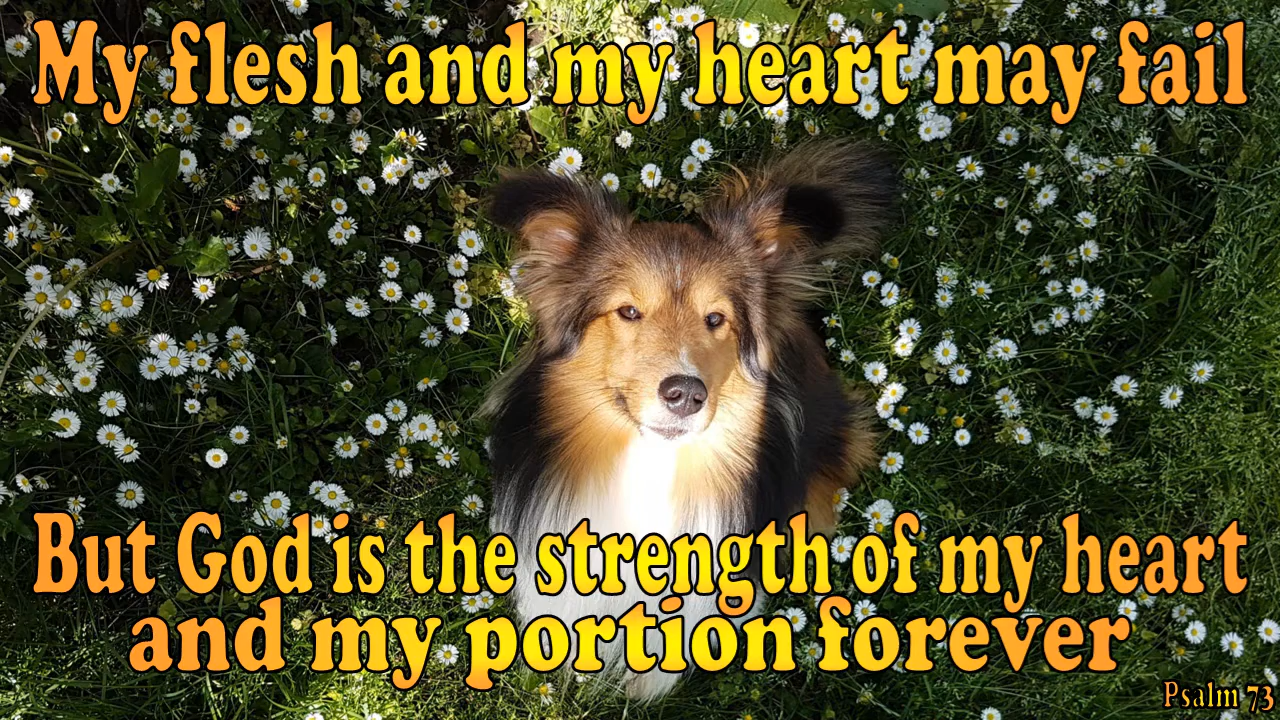 My flesh and my heart may fail
But God is the strength of my heart
and my portion forever
Psalm 73